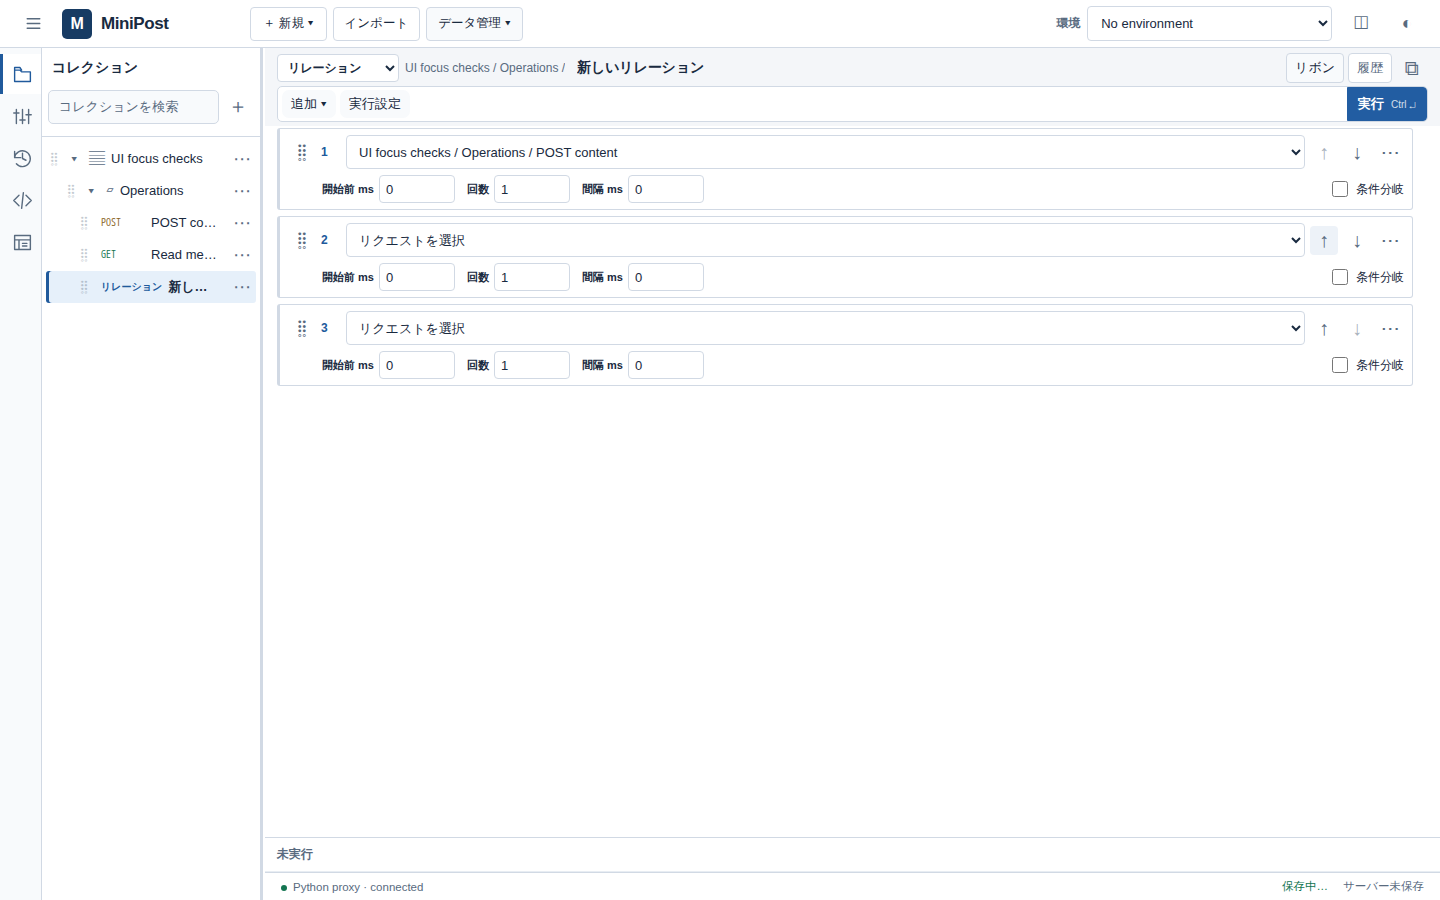 M MiniPost ＋ 新規 ▾ インポート データ管理 ▾ 環境 No environment
コレクション
コレクションを検索 ＋
UI focus checks
Operations
POST POST co…
GET Read me…
リレーション 新し…
リレーション UI focus checks / Operations / 新しいリレーション リボン 履歴
追加 ▾ 実行設定 実行 Ctrl ⏎
1 UI focus checks / Operations / POST content ↑ ↓ ···
開始前 ms 0 回数 1 間隔 ms 0 条件分岐
2 リクエストを選択 ↑ ↓ ···
開始前 ms 0 回数 1 間隔 ms 0 条件分岐
3 リクエストを選択 ↑ ↓ ···
開始前 ms 0 回数 1 間隔 ms 0 条件分岐
未実行
Python proxy · connected 保存中… サーバー未保存